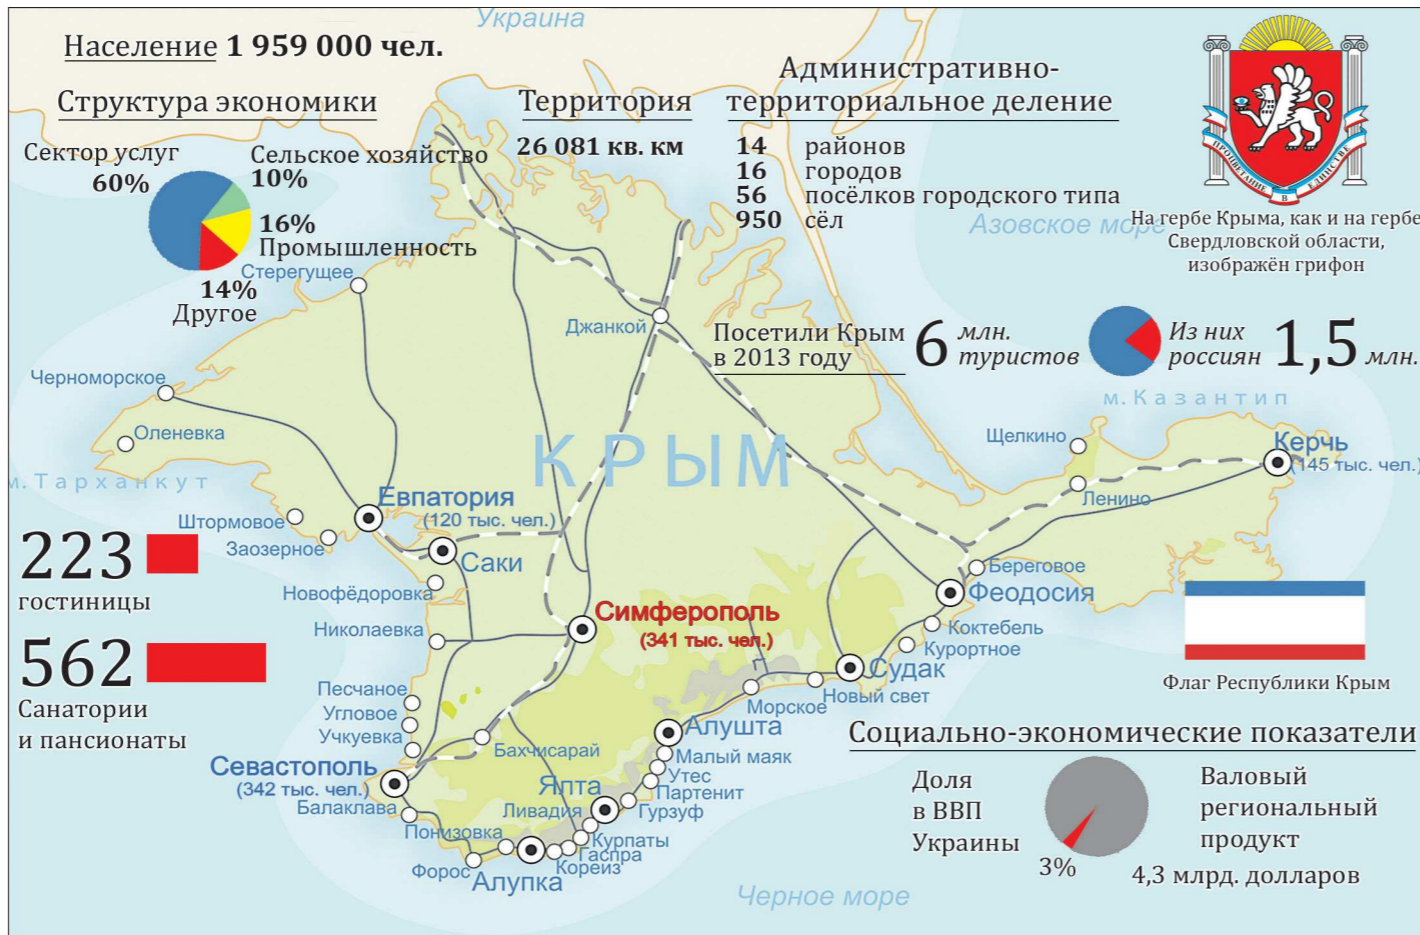 Украина
Население 1 959 000 чел.
Структура экономики
Сектор услуг
60%
Сельское хозяйство
10%
16%
Промышленность
14%
Другое
Территория
26 081 кв. км
Административно-
территориальное деление
14 районов
16 городов
56 посёлков городского типа
950 сёл
ПРОЦВЕТАНИЕ В ЕДИНСТВЕ
На гербе Крыма, как и на гербе
Свердловской области,
изображён грифон
Азовское море
Посетили Крым
в 2013 году
6 млн.
туристов
Из них
россиян
1,5 млн.
Стерегущее
Джанкой
Черноморское
Оленевка
м. Тарханкут
КРЫМ
м. Казантип
Щелкино
Керчь
(145 тыс. чел.)
Ленино
Евпатория
(120 тыс. чел.)
Штормовое
Заозерное
Саки
Новофёдоровка
Николаевка
223
гостиницы
562
Санатории
и пансионаты
Симферополь
(341 тыс. чел.)
Береговое
Феодосия
Коктебель
Курортное
Судак
Новый свет
Морское
Флаг Республики Крым
Песчаное
Угловое
Учкуевка
Бахчисарай
Севастополь
(342 тыс. чел.)
Балаклава
Алушта
Малый маяк
Утес
Партенит
Гурзуф
Ялта
Ливадия
Курпаты
Гаспра
Кореиз
Понизовка
Форос
Алупка
Черное море
Социально-экономические показатели
Доля
в ВВП
Украины
3%
Валовый
региональный
продукт
4,3 млрд. долларов